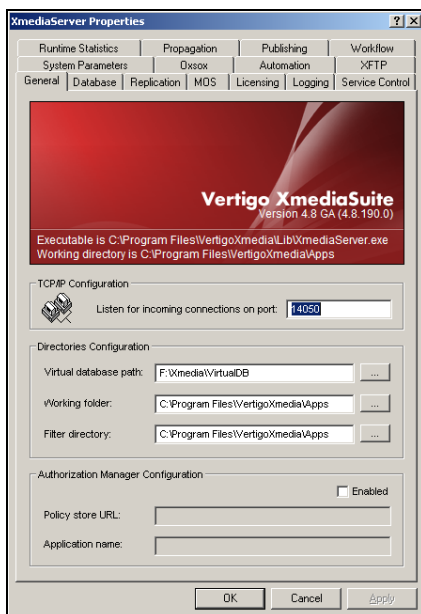 XmediaServer Properties
Runtime Statistics Propagation Publishing Workflow
System Parameters Oxsox Automation XFTP
General Database Replication MOS Licensing Logging Service Control
Vertigo XmediaSuite
Version 4.8 GA (4.8.190.0)
Executable is C:\Program Files\VertigoXmedia\Lib\XmediaServer.exe
Working directory is C:\Program Files\VertigoXmedia\Apps
TCP/IP Configuration
Listen for incoming connections on port: 14050
Directories Configuration
Virtual database path: F:\Xmedia\VirtualDB ...
Working folder: C:\Program Files\VertigoXmedia\Apps ...
Filter directory: C:\Program Files\VertigoXmedia\Apps ...
Authorization Manager Configuration
Enabled
Policy store URL:
Application name:
OK Cancel Apply